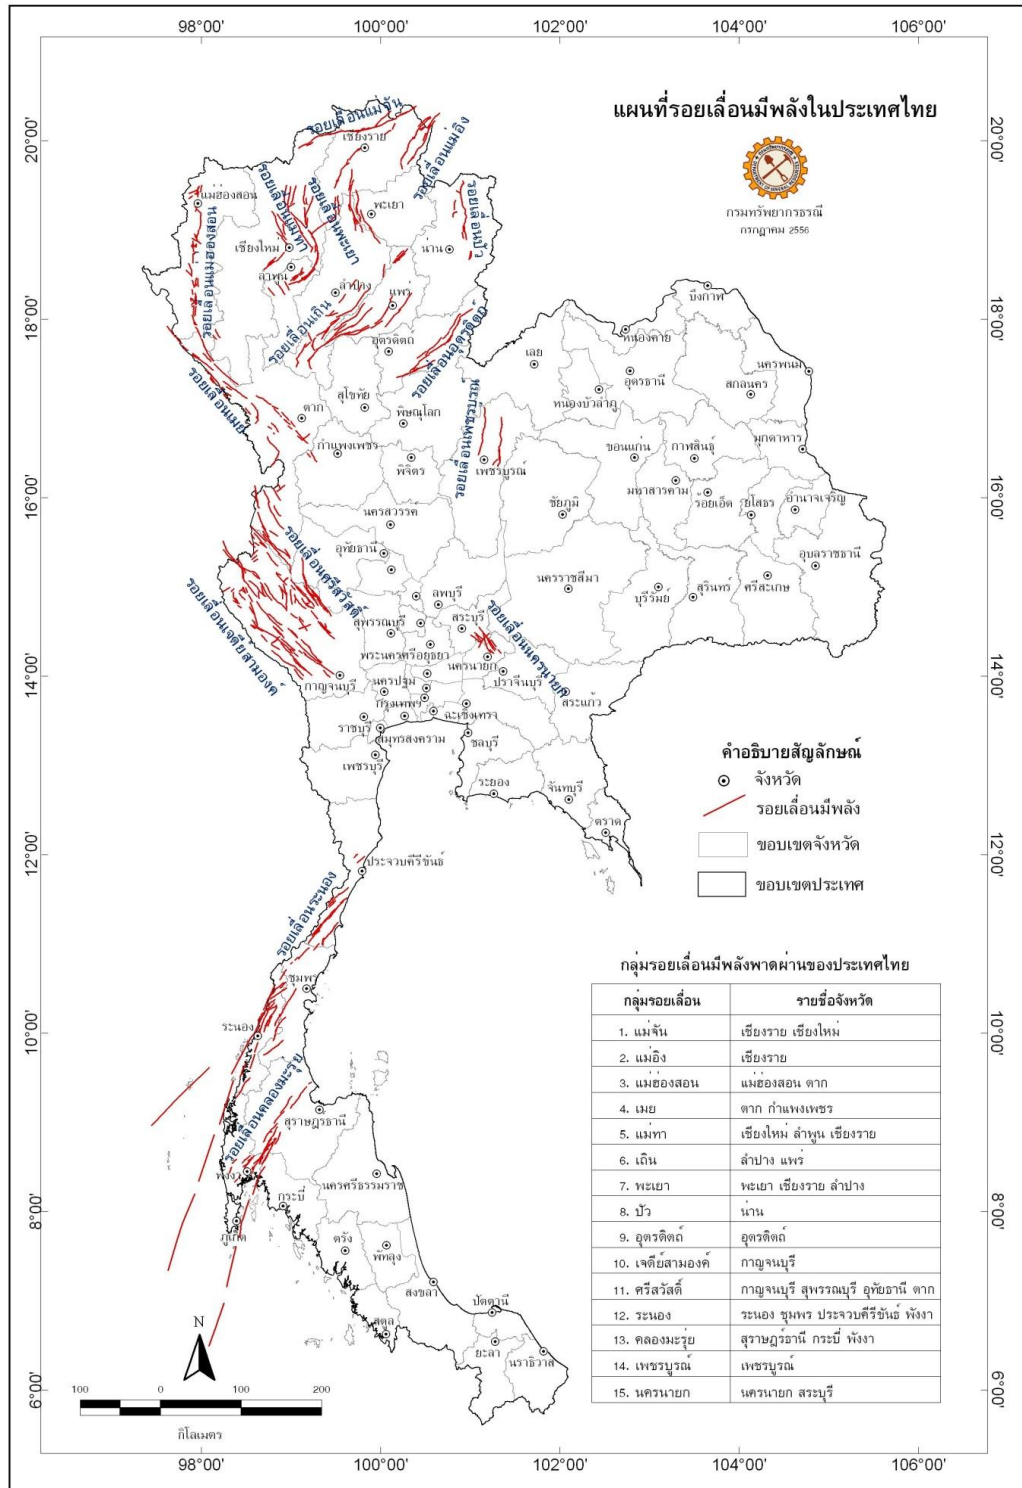 98°00' 100°00' 102°00' 104°00' 106°00'
แผนที่รอยเลื่อนมีพลังในประเทศไทย
กรมทรัพยากรธรณี
กรกฎาคม 2556
20°00' 20°00'
18°00' 18°00'
16°00' 16°00'
14°00' 14°00'
12°00' 12°00'
10°00' 10°00'
8°00' 8°00'
6°00' 6°00'
รอยเลื่อนแม่จัน
เชียงราย
รอยเลื่อนแม่อิง
รอยเลื่อนแม่ทา
รอยเลื่อนพะเยา
แม่ฮ่องสอน
พะเยา
รอยเลื่อนปัว
รอยเลื่อนแม่ฮ่องสอน
เชียงใหม่
น่าน
ลำพูน
ลำปาง
แพร่
รอยเลื่อนเถิน
รอยเลื่อนอุตรดิตถ์
อุตรดิตถ์
บึงกาฬ
หนองคาย
เลย
นครพนม
อุดรธานี
สกลนคร
หนองบัวลำภู
รอยเลื่อนเมย
สุโขทัย
ตาก
พิษณุโลก
รอยเลื่อนเพชรบูรณ์
กำแพงเพชร
พิจิตร
เพชรบูรณ์
ขอนแก่น
กาฬสินธุ์
มุกดาหาร
มหาสารคาม
ร้อยเอ็ด
ยโสธร
อำนาจเจริญ
ชัยภูมิ
นครสวรรค์
รอยเลื่อนศรีสวัสดิ์
อุทัยธานี
อุบลราชธานี
นครราชสีมา
บุรีรัมย์
สุรินทร์
ศรีสะเกษ
ลพบุรี
รอยเลื่อนเจดีย์สามองค์
สุพรรณบุรี
สระบุรี
รอยเลื่อนนครนายก
พระนครศรีอยุธยา
นครนายก
ปราจีนบุรี
กาญจนบุรี
นครปฐม
สระแก้ว
กรุงเทพฯ
ฉะเชิงเทรา
ราชบุรี
สมุทรสงคราม
ชลบุรี
เพชรบุรี
ระยอง
จันทบุรี
ตราด
คำอธิบายสัญลักษณ์
จังหวัด
รอยเลื่อนมีพลัง
ขอบเขตจังหวัด
ขอบเขตประเทศ
ประจวบคีรีขันธ์
รอยเลื่อนระนอง
ชุมพร
ระนอง
รอยเลื่อนคลองมะรุ่ย
สุราษฎร์ธานี
พังงา
นครศรีธรรมราช
กระบี่
ภูเก็ต
ตรัง
พัทลุง
สงขลา
ปัตตานี
สตูล
ยะลา
นราธิวาส
กลุ่มรอยเลื่อนมีพลังพาดผ่านของประเทศไทย
กลุ่มรอยเลื่อน รายชื่อจังหวัด
1. แม่จัน เชียงราย เชียงใหม่
2. แม่อิง เชียงราย
3. แม่ฮ่องสอน แม่ฮ่องสอน ตาก
4. เมย ตาก กำแพงเพชร
5. แม่ทา เชียงใหม่ ลำพูน เชียงราย
6. เถิน ลำปาง แพร่
7. พะเยา พะเยา เชียงราย ลำปาง
8. ปัว น่าน
9. อุตรดิตถ์ อุตรดิตถ์
10. เจดีย์สามองค์ กาญจนบุรี
11. ศรีสวัสดิ์ กาญจนบุรี สุพรรณบุรี อุทัยธานี ตาก
12. ระนอง ระนอง ชุมพร ประจวบคีรีขันธ์ พังงา
13. คลองมะรุ่ย สุราษฎร์ธานี กระบี่ พังงา
14. เพชรบูรณ์ เพชรบูรณ์
15. นครนายก นครนายก สระบุรี
N
100 0 100 200
กิโลเมตร
98°00' 100°00' 102°00' 104°00' 106°00'